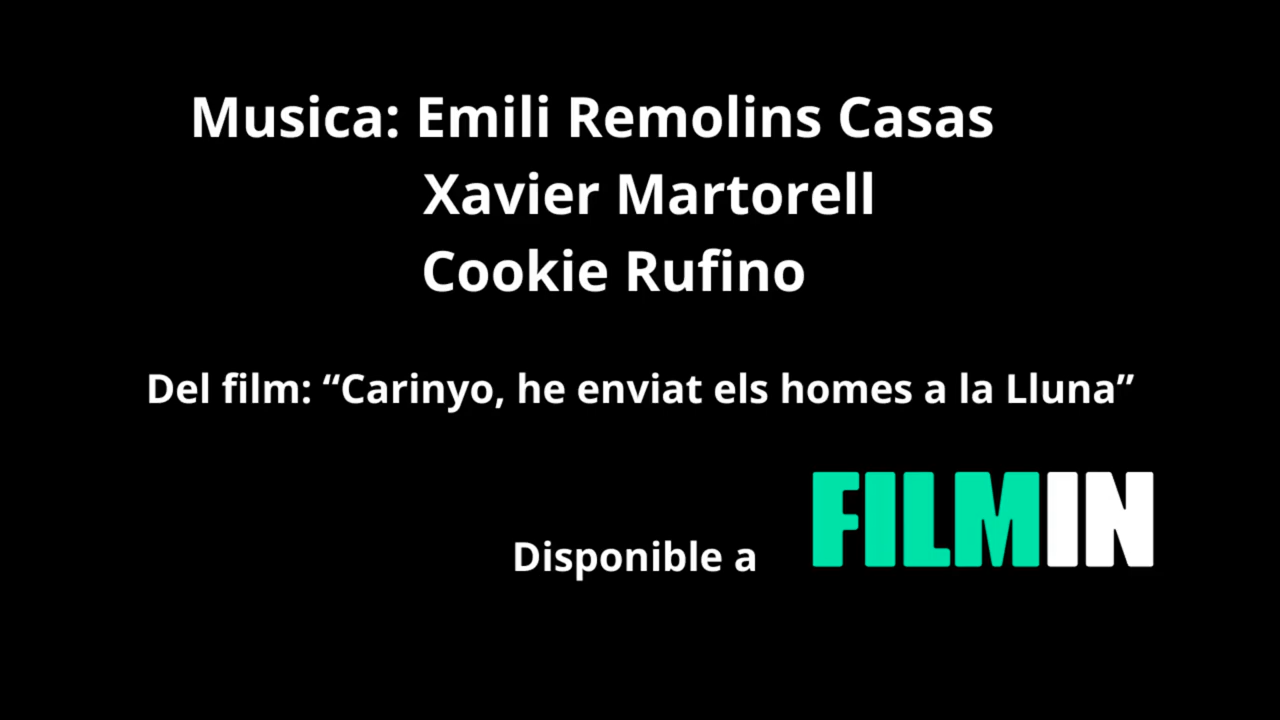 Musica: Emili Remolins Casas
Xavier Martorell
Cookie Rufino
Del film: “Carinyo, he enviat els homes a la Lluna”
Disponible a FILMIN